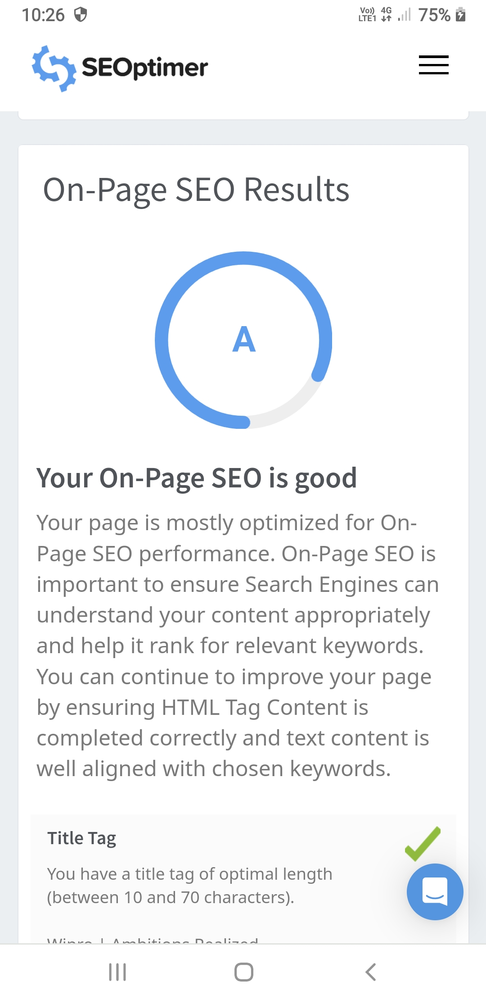 10:26
Vo)) LTE1 4G 75%
SEOptimer
On-Page SEO Results
A
Your On-Page SEO is good
Your page is mostly optimized for On-
Page SEO performance. On-Page SEO is
important to ensure Search Engines can
understand your content appropriately
and help it rank for relevant keywords.
You can continue to improve your page
by ensuring HTML Tag Content is
completed correctly and text content is
well aligned with chosen keywords.
Title Tag
You have a title tag of optimal length
(between 10 and 70 characters).
Wipro | Ambitions Realized